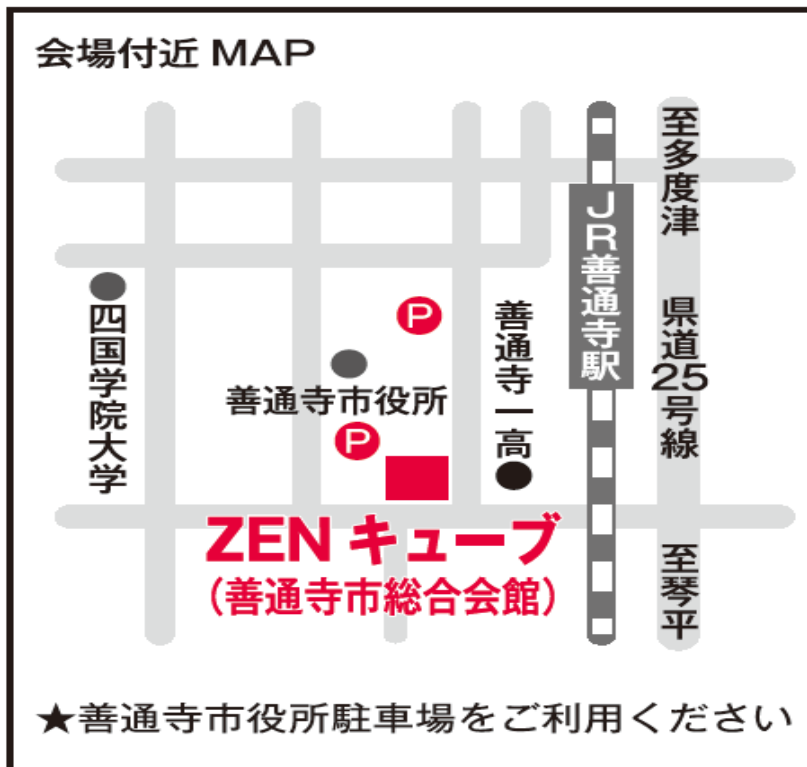 会場付近 MAP
至多度津
JR善通寺駅
県道25号線
四国学院大学
P
善通寺一高
善通寺市役所
P
ZEN キューブ
（善通寺市総合会館）
至琴平
★善通寺市役所駐車場をご利用ください